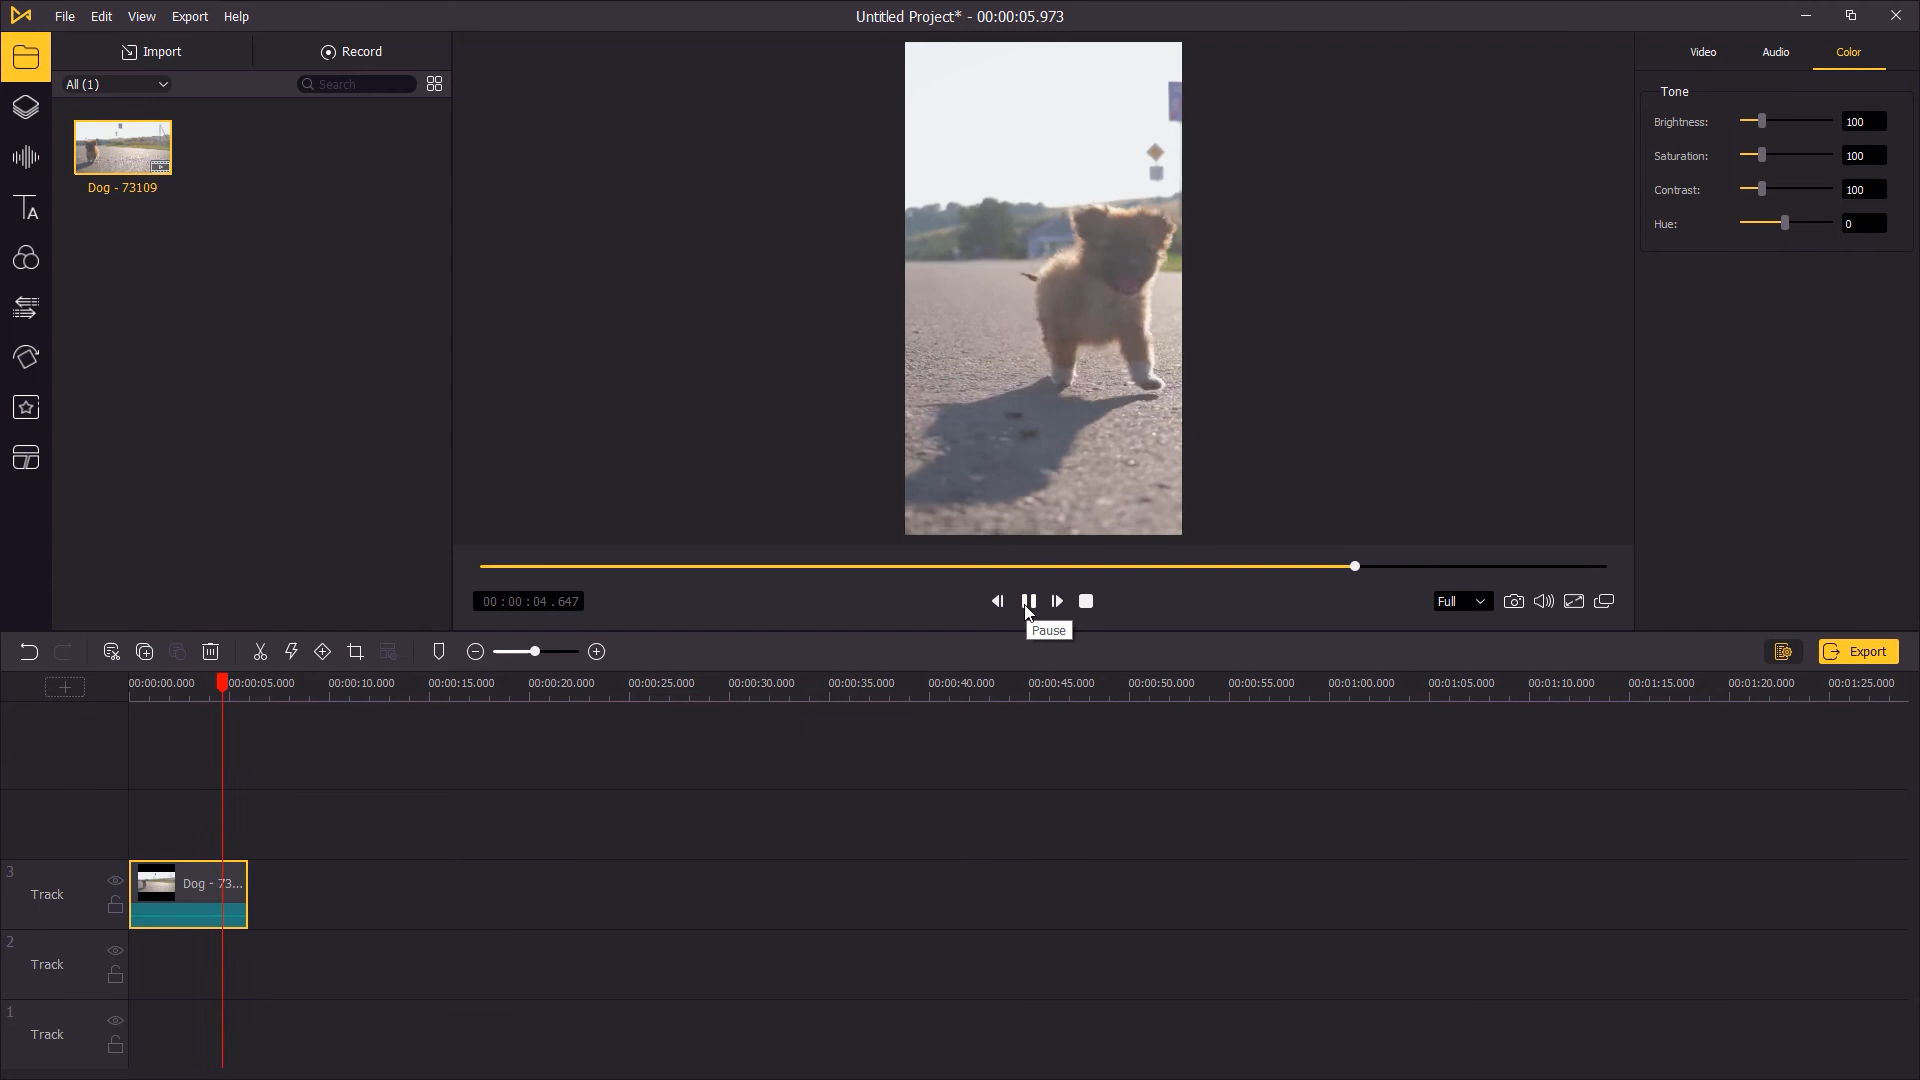 File Edit View Export Help
Untitled Project* - 00:00:05.973
Import Record
Video Audio Color
All (1) Search
Tone
Brightness: 100
Saturation: 100
Contrast: 100
Hue: 0
Dog - 73109
00:00:04.647
Full
Pause
Export
00:00:00.000 00:00:05.000 00:00:10.000 00:00:15.000 00:00:20.000 00:00:25.000 00:00:30.000 00:00:35.000 00:00:40.000 00:00:45.000 00:00:50.000 00:00:55.000 00:01:00.000 00:01:05.000 00:01:10.000 00:01:15.000 00:01:20.000 00:01:25.000
3
Track
Dog - 73...
2
Track
1
Track